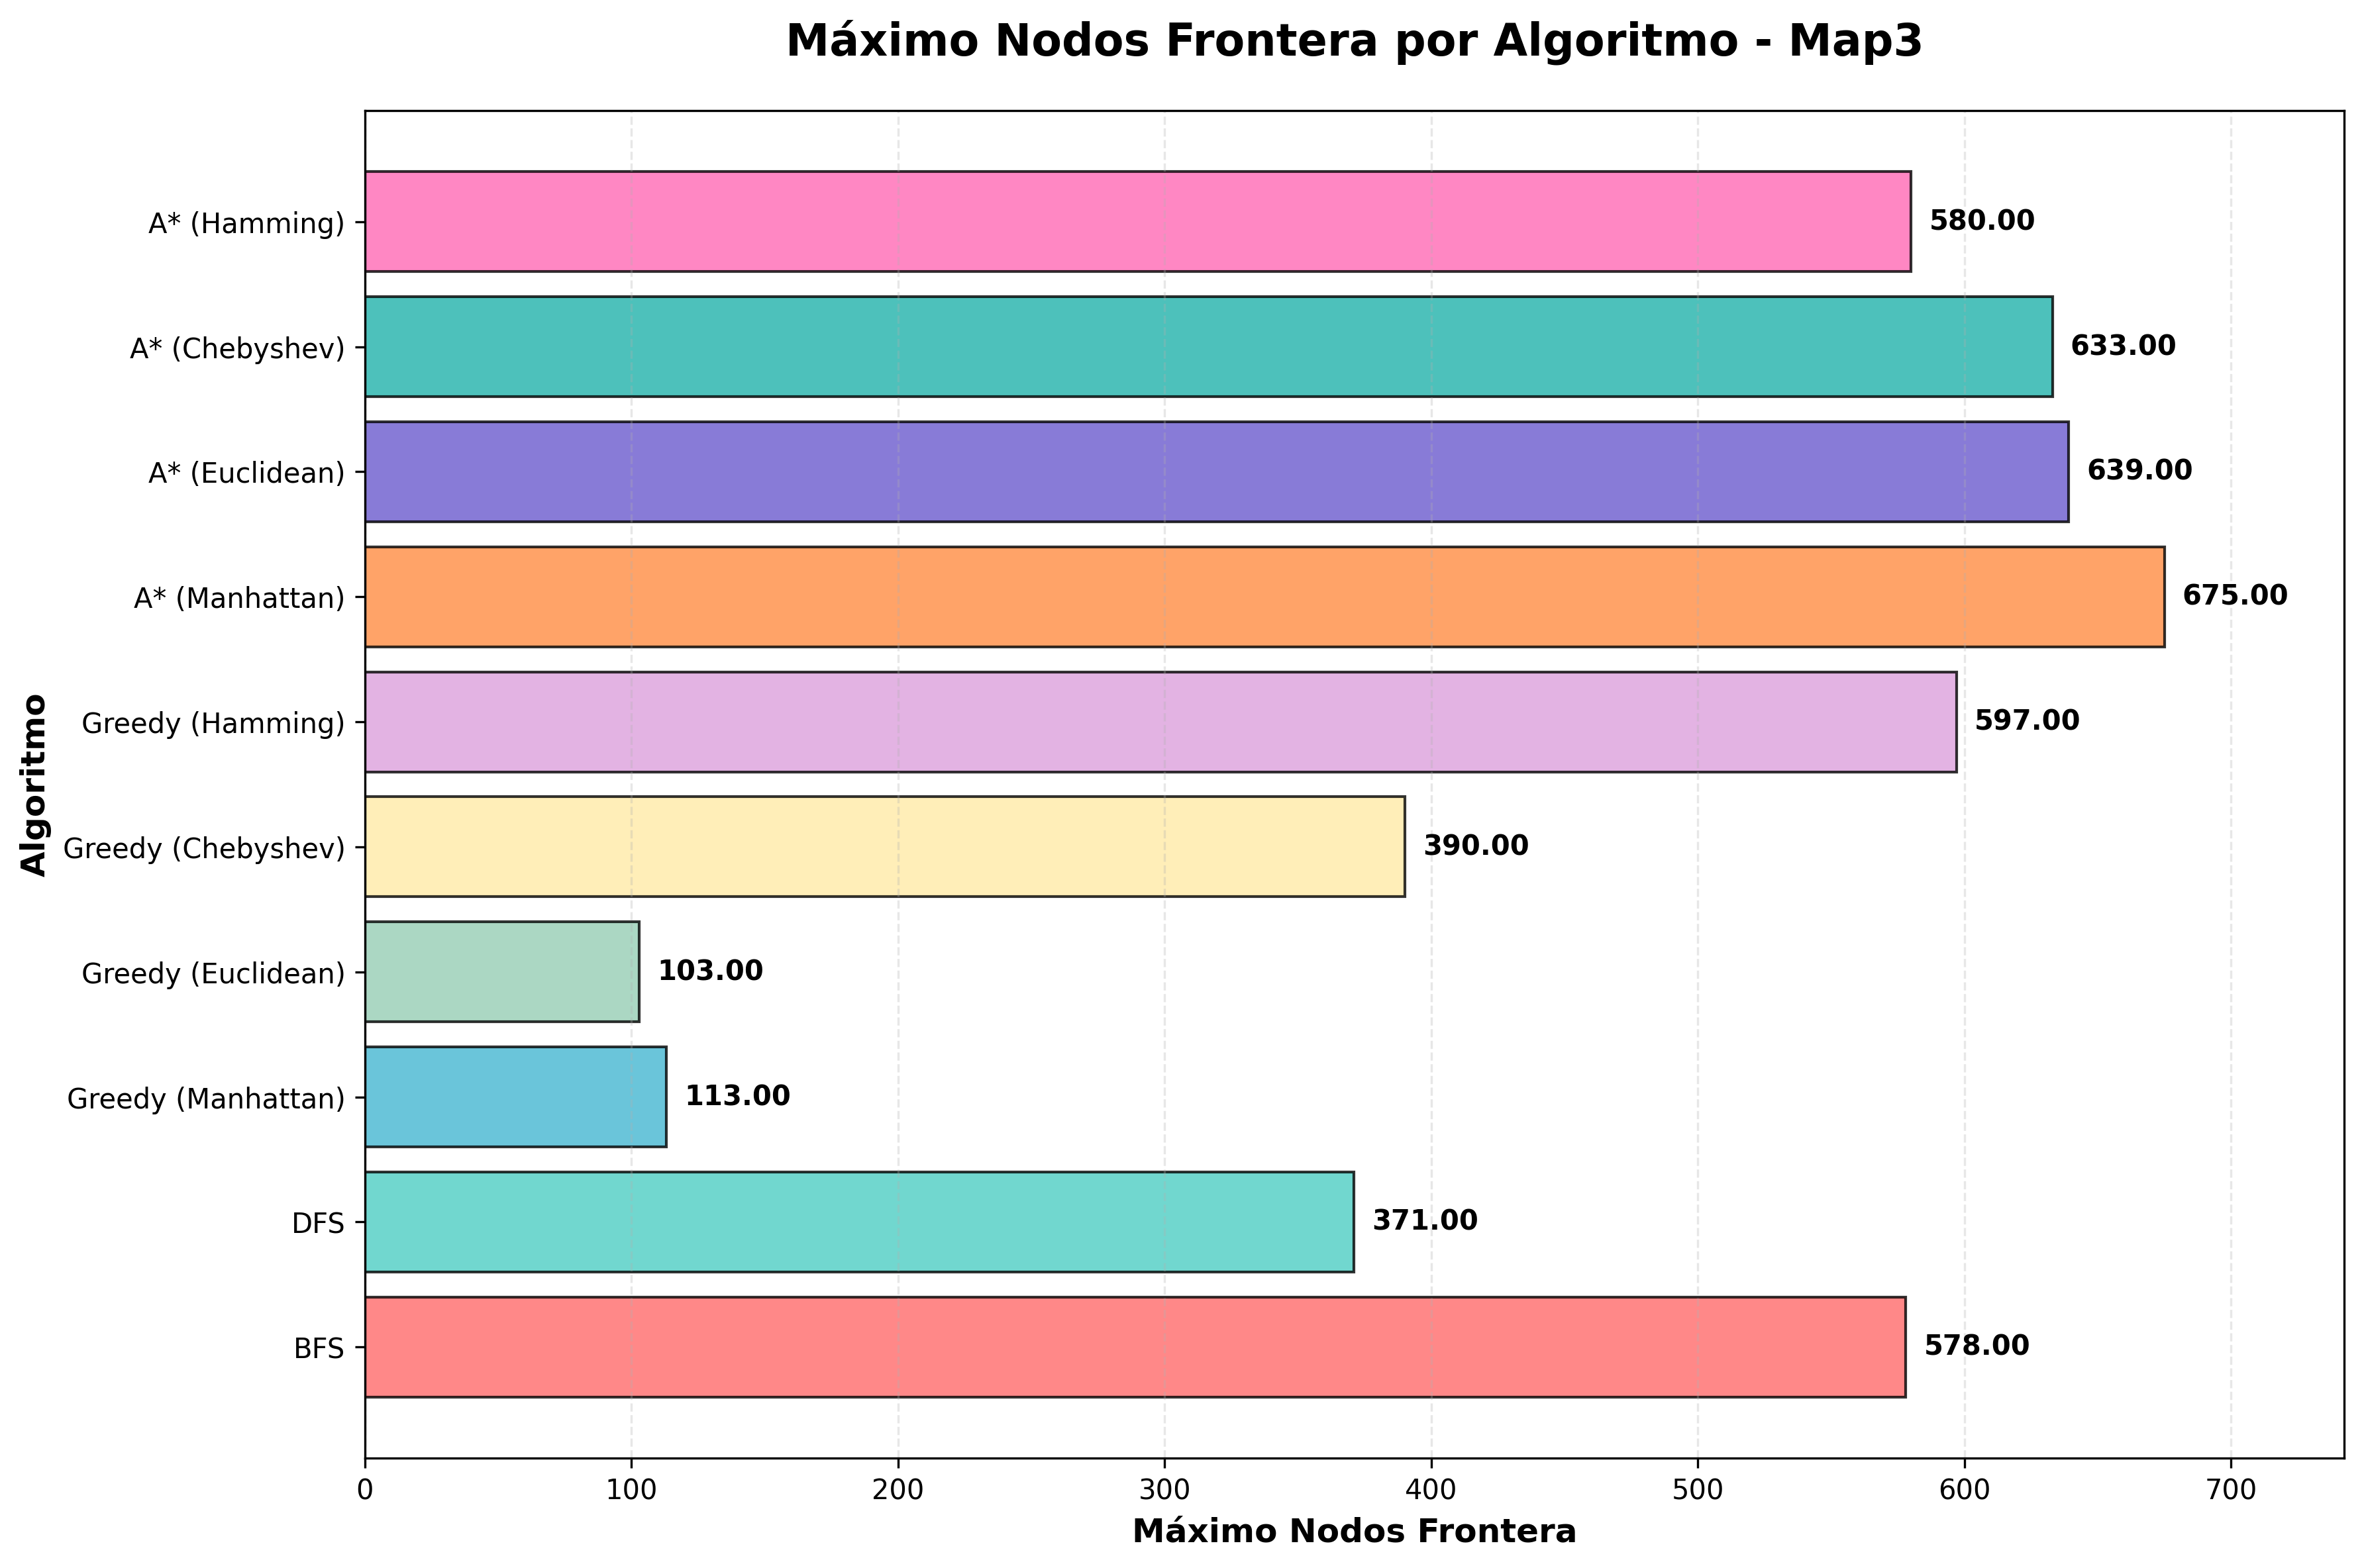 Máximo Nodos Frontera por Algoritmo - Map3
Algoritmo
A* (Hamming)
580.00
A* (Chebyshev)
633.00
A* (Euclidean)
639.00
A* (Manhattan)
675.00
Greedy (Hamming)
597.00
Greedy (Chebyshev)
390.00
Greedy (Euclidean)
103.00
Greedy (Manhattan)
113.00
DFS
371.00
BFS
578.00
0 100 200 300 400 500 600 700
Máximo Nodos Frontera